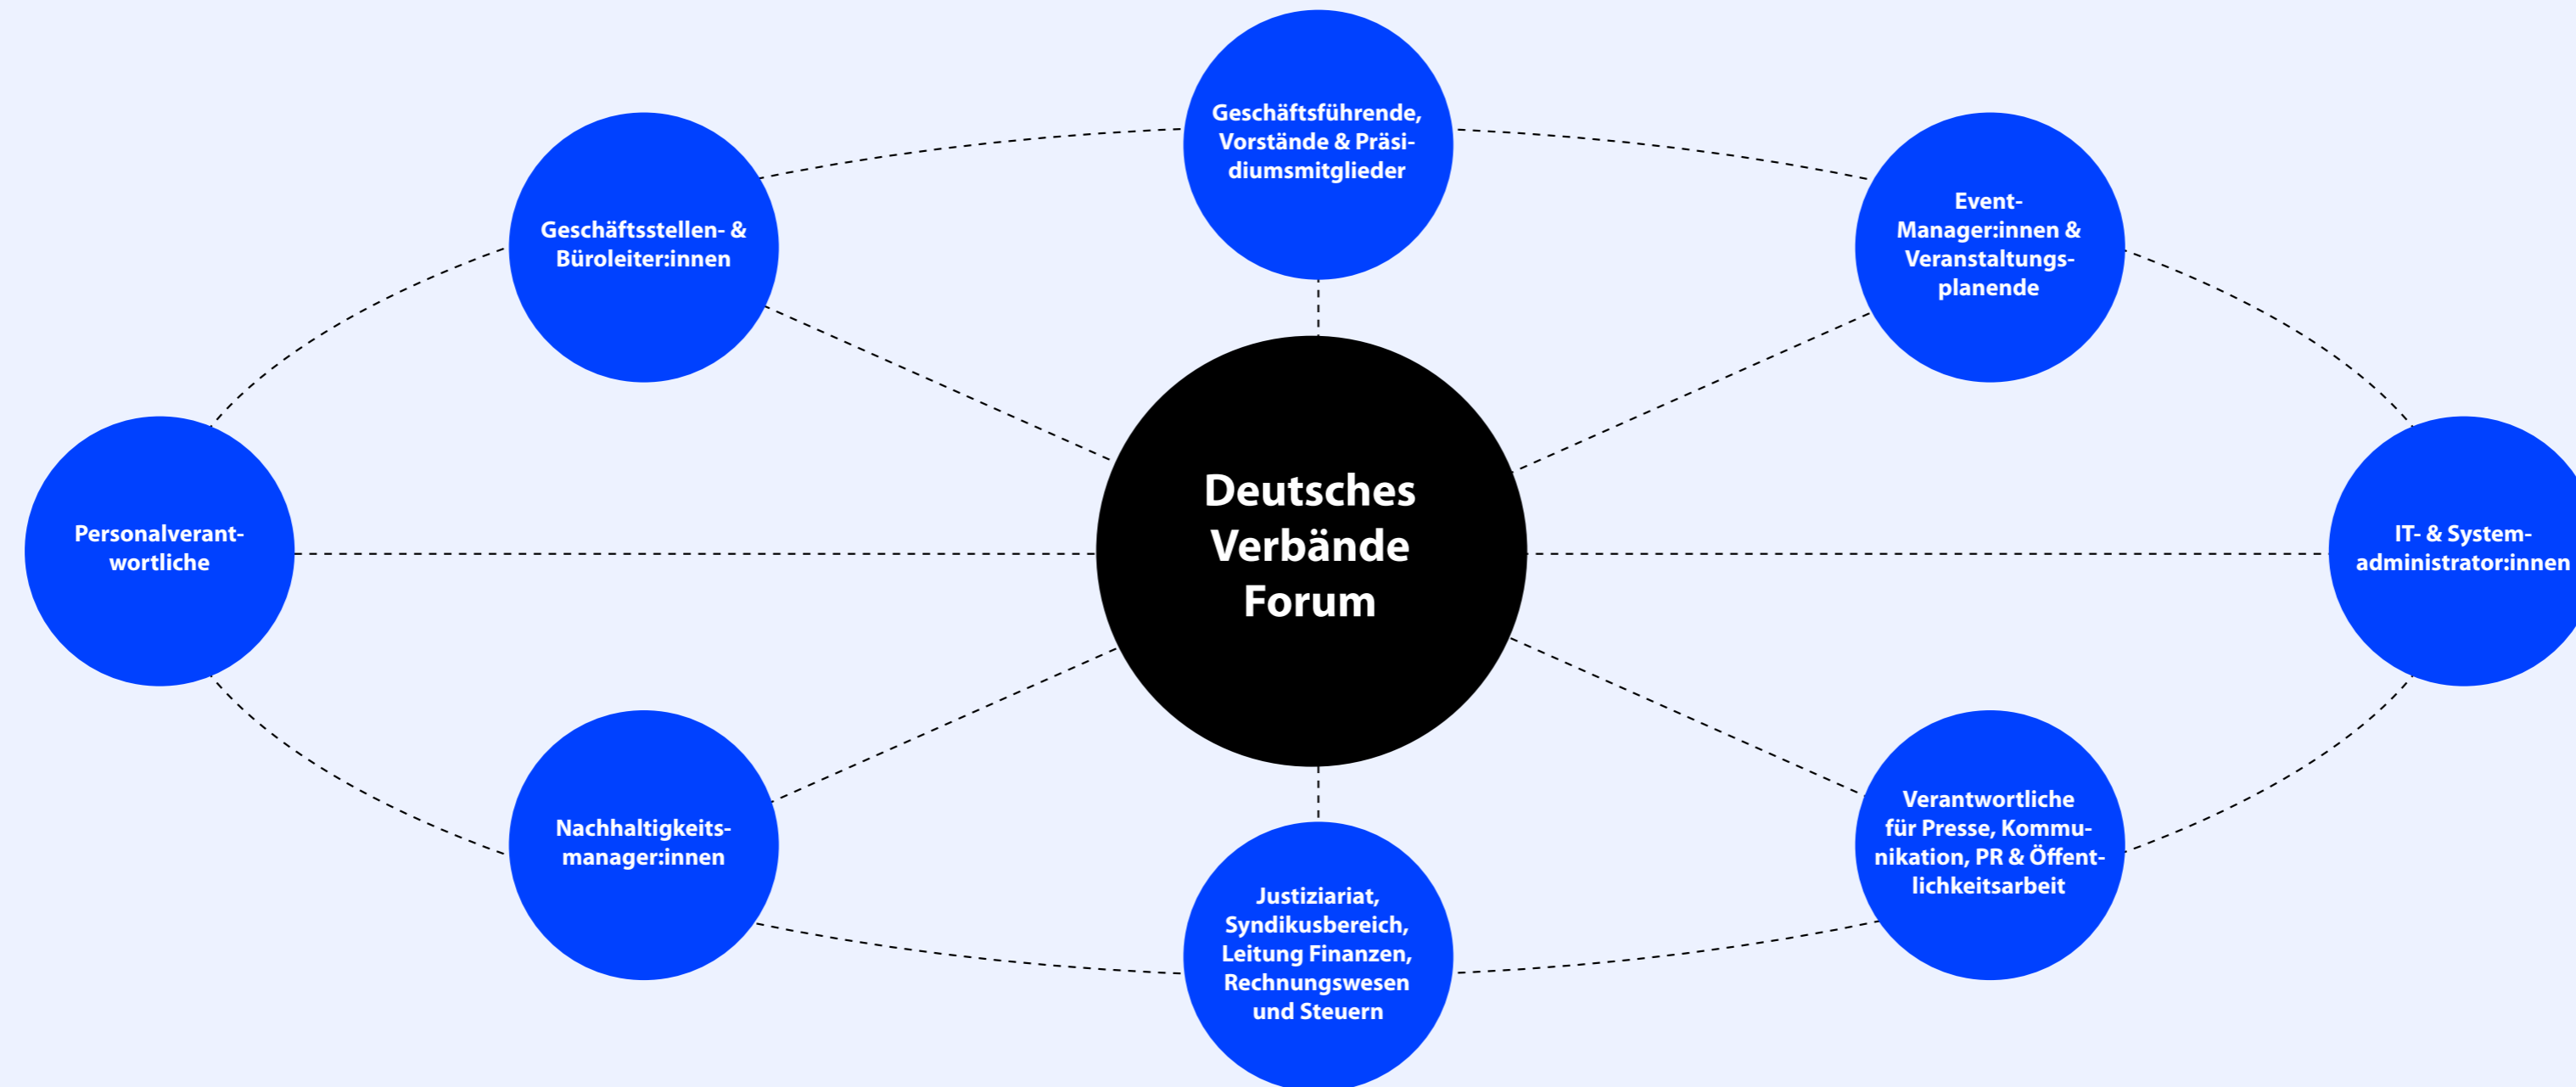 Geschäftsführende,
Vorstände & Präsi-
diumsmitglieder
Event-
Manager:innen &
Veranstaltungs-
planende
Geschäftsstellen- &
Büroleiter:innen
Deutsches
Verbände
Forum
Personalverant-
wortliche
IT- & System-
administrator:innen
Nachhaltigkeits-
manager:innen
Verantwortliche
für Presse, Kommu-
nikation, PR & Öffent-
lichkeitsarbeit
Justiziariat,
Syndikusbereich,
Leitung Finanzen,
Rechnungswesen
und Steuern